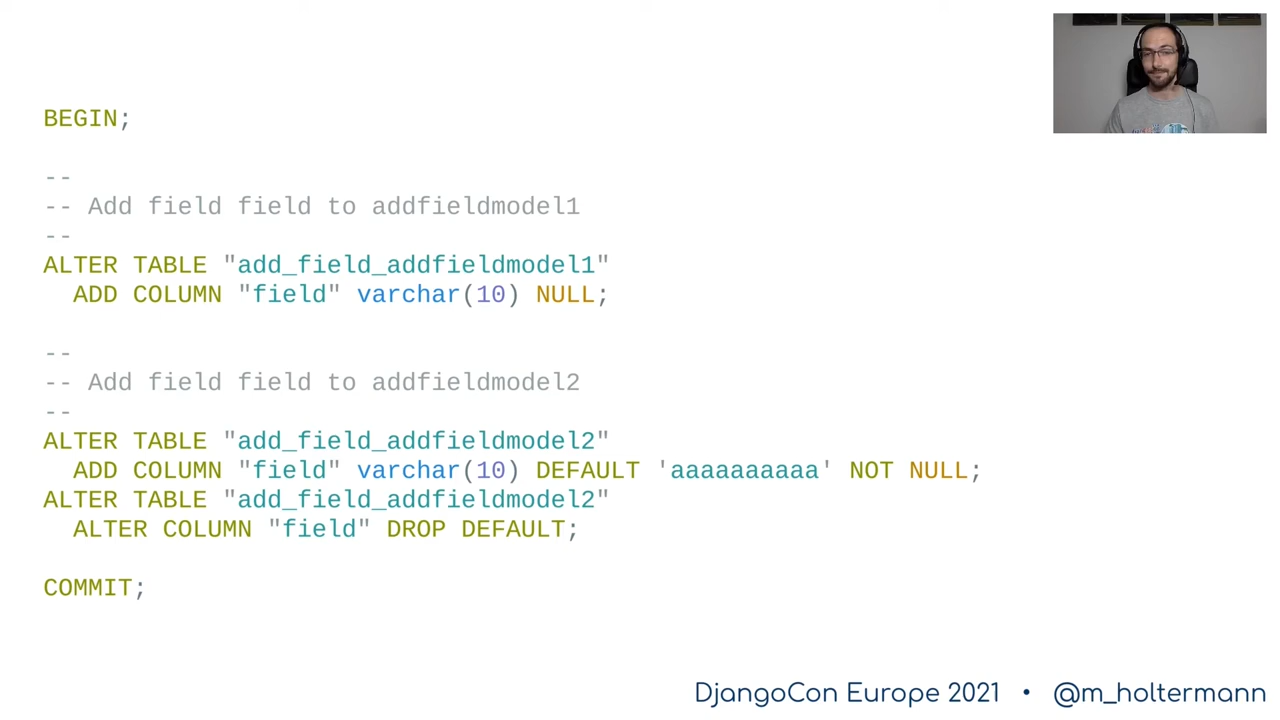 BEGIN;
--
-- Add field field to addfieldmodel1
--
ALTER TABLE "add_field_addfieldmodel1"
ADD COLUMN "field" varchar(10) NULL;
--
-- Add field field to addfieldmodel2
--
ALTER TABLE "add_field_addfieldmodel2"
ADD COLUMN "field" varchar(10) DEFAULT 'aaaaaaaaaa' NOT NULL;
ALTER TABLE "add_field_addfieldmodel2"
ALTER COLUMN "field" DROP DEFAULT;
COMMIT;
DjangoCon Europe 2021 • @m_holtermann